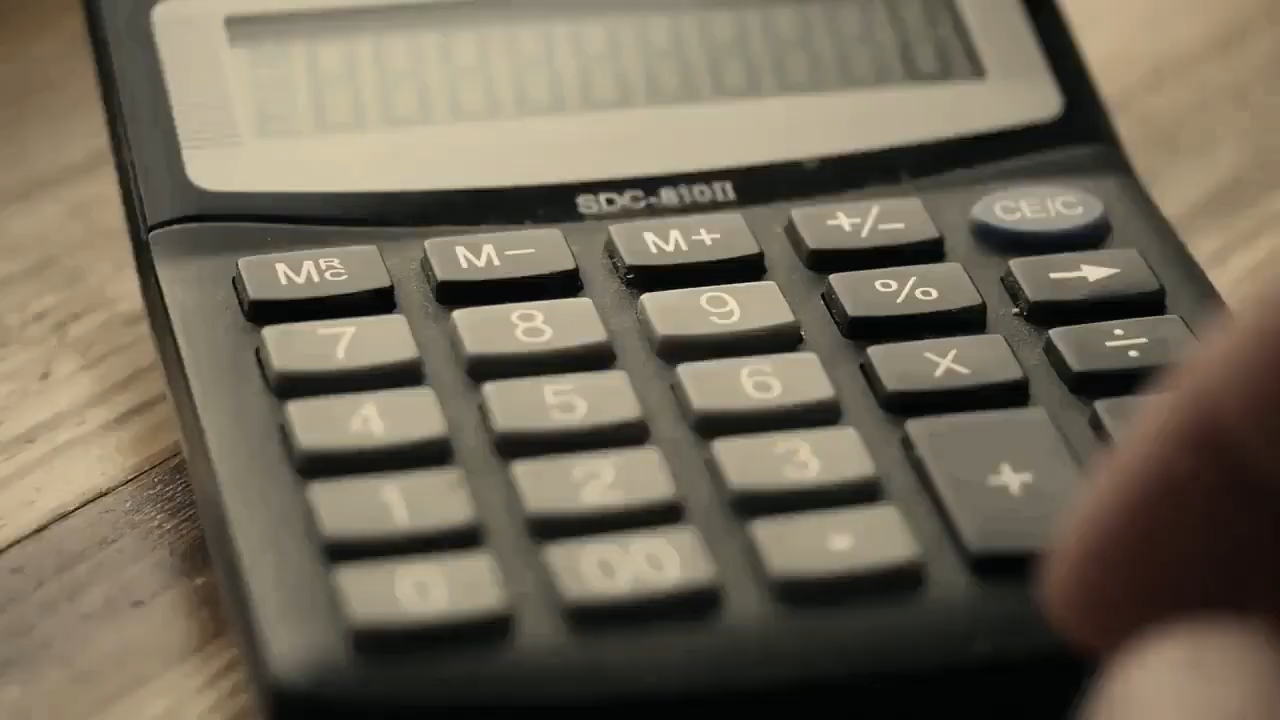 SDC-810II
MRC M− M+ +/− CE/C
7 8 9 % →
4 5 6 × ÷
1 2 3 +
0 00 .